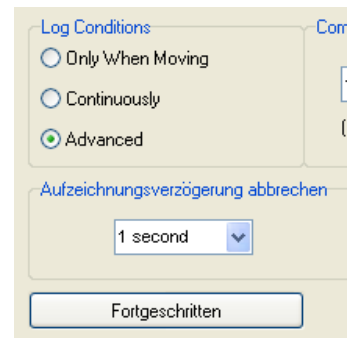 Log Conditions
Only When Moving
Continuously
Advanced
Aufzeichnungsverzögerung abbrechen
1 second
Fortgeschritten